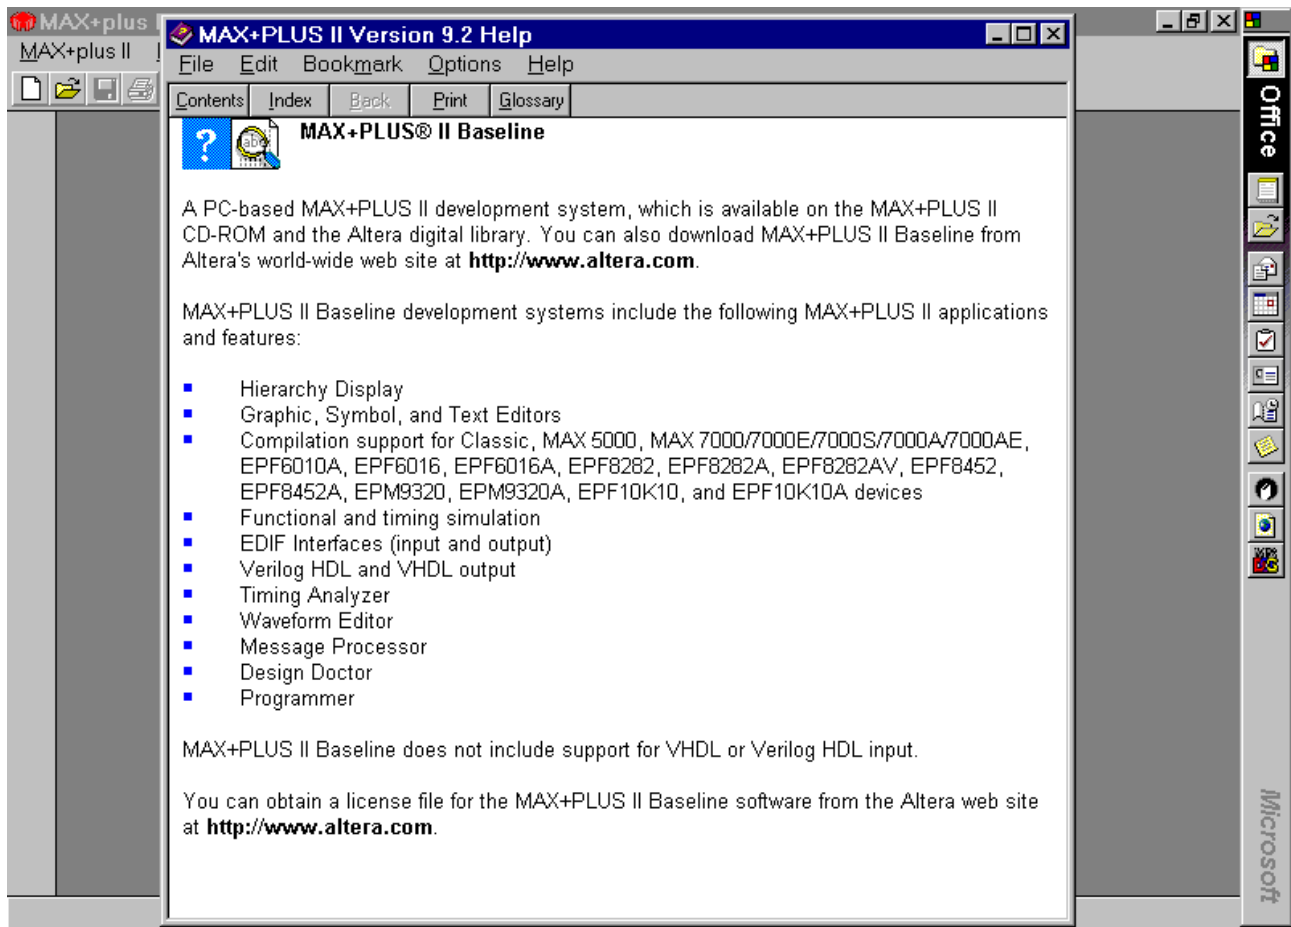 MAX+plus
MAX+plus II
MAX+PLUS II Version 9.2 Help
File Edit Bookmark Options Help
Contents Index Back Print Glossary
MAX+PLUS® II Baseline
A PC-based MAX+PLUS II development system, which is available on the MAX+PLUS II
CD-ROM and the Altera digital library. You can also download MAX+PLUS II Baseline from
Altera's world-wide web site at http://www.altera.com.
MAX+PLUS II Baseline development systems include the following MAX+PLUS II applications
and features:
Hierarchy Display
Graphic, Symbol, and Text Editors
Compilation support for Classic, MAX 5000, MAX 7000/7000E/7000S/7000A/7000AE,
EPF6010A, EPF6016, EPF6016A, EPF8282, EPF8282A, EPF8282AV, EPF8452,
EPF8452A, EPM9320, EPM9320A, EPF10K10, and EPF10K10A devices
Functional and timing simulation
EDIF Interfaces (input and output)
Verilog HDL and VHDL output
Timing Analyzer
Waveform Editor
Message Processor
Design Doctor
Programmer
MAX+PLUS II Baseline does not include support for VHDL or Verilog HDL input.
You can obtain a license file for the MAX+PLUS II Baseline software from the Altera web site
at http://www.altera.com.
Office
Microsoft